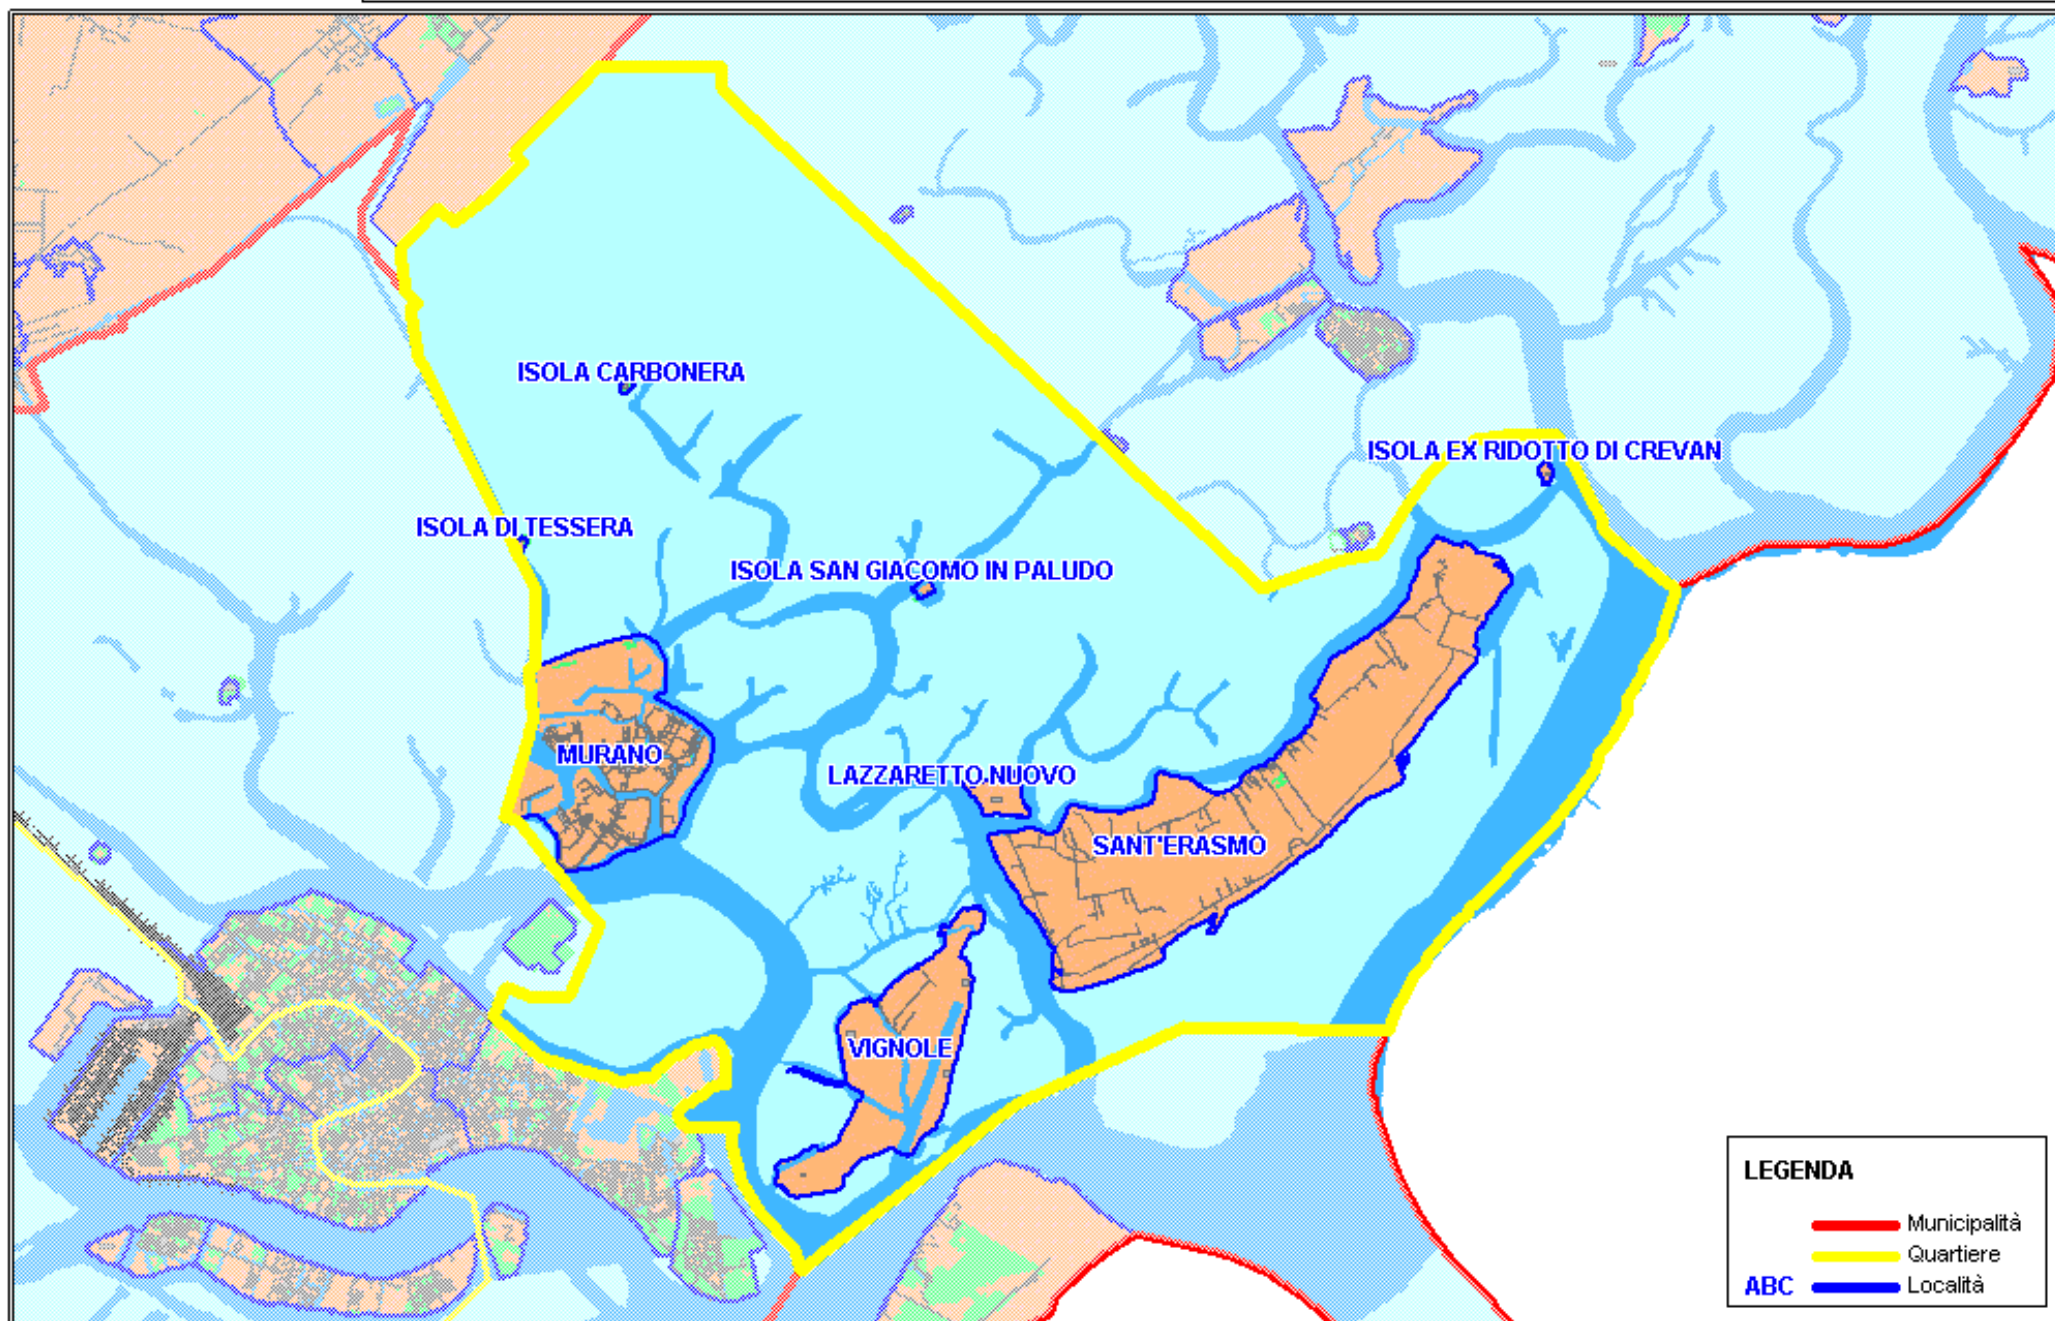 ISOLA CARBONERA
ISOLA EX RIDOTTO DI CREVAN
ISOLA DI TESSERA
ISOLA SAN GIACOMO IN PALUDO
MURANO
LAZZARETTO NUOVO
SANT'ERASMO
VIGNOLE
LEGENDA
Municipalità
Quartiere
ABC Località